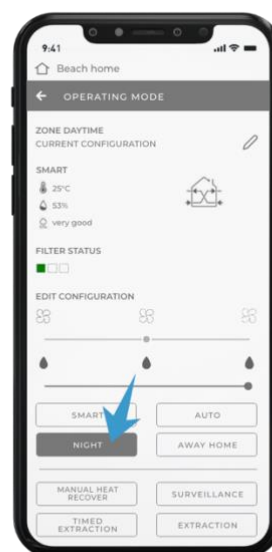 9:41
Beach home
OPERATING MODE
ZONE DAYTIME
CURRENT CONFIGURATION
SMART
25°C
53%
very good
FILTER STATUS
EDIT CONFIGURATION
SMART
AUTO
NIGHT
AWAY HOME
MANUAL HEAT
RECOVER
SURVEILLANCE
TIMED
EXTRACTION
EXTRACTION